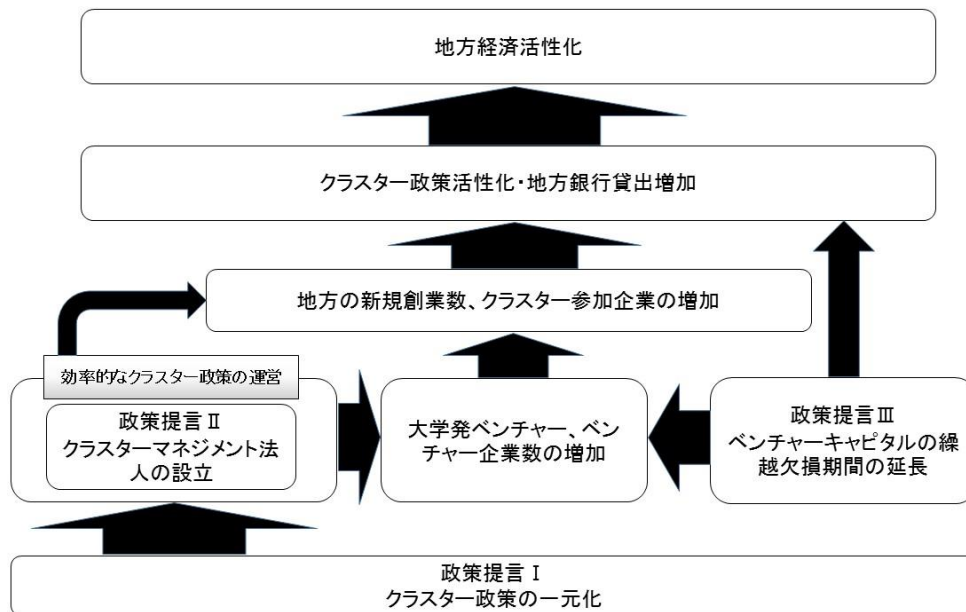 地方経済活性化
クラスター政策活性化・地方銀行貸出増加
地方の新規創業数、クラスター参加企業の増加
効率的なクラスター政策の運営
政策提言Ⅱ
クラスターマネジメント法
人の設立
大学発ベンチャー、ベン
チャー企業数の増加
政策提言Ⅲ
ベンチャーキャピタルの繰
越欠損期間の延長
政策提言Ⅰ
クラスター政策の一元化